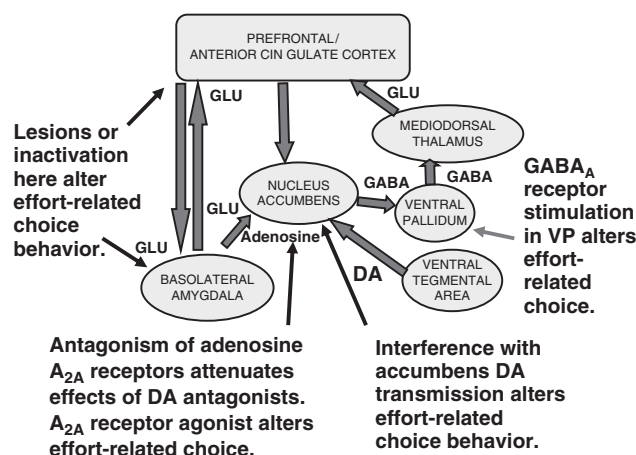 PREFRONTAL/
ANTERIOR CIN GULATE CORTEX
GLU
MEDIODORSAL
THALAMUS
Lesions or
inactivation
here alter
effort-related
choice
behavior.
GLU
GLU
NUCLEUS
ACCUMBENS
GABA
GABA
VENTRAL
PALLIDUM
GABAA
receptor
stimulation
in VP alters
effort-
related
choice.
Adenosine
BASOLATERAL
AMYGDALA
DA
VENTRAL
TEGMENTAL
AREA
Antagonism of adenosine
A2A receptors attenuates
effects of DA antagonists.
A2A receptor agonist alters
effort-related choice.
Interference with
accumbens DA
transmission alters
effort-related
choice behavior.